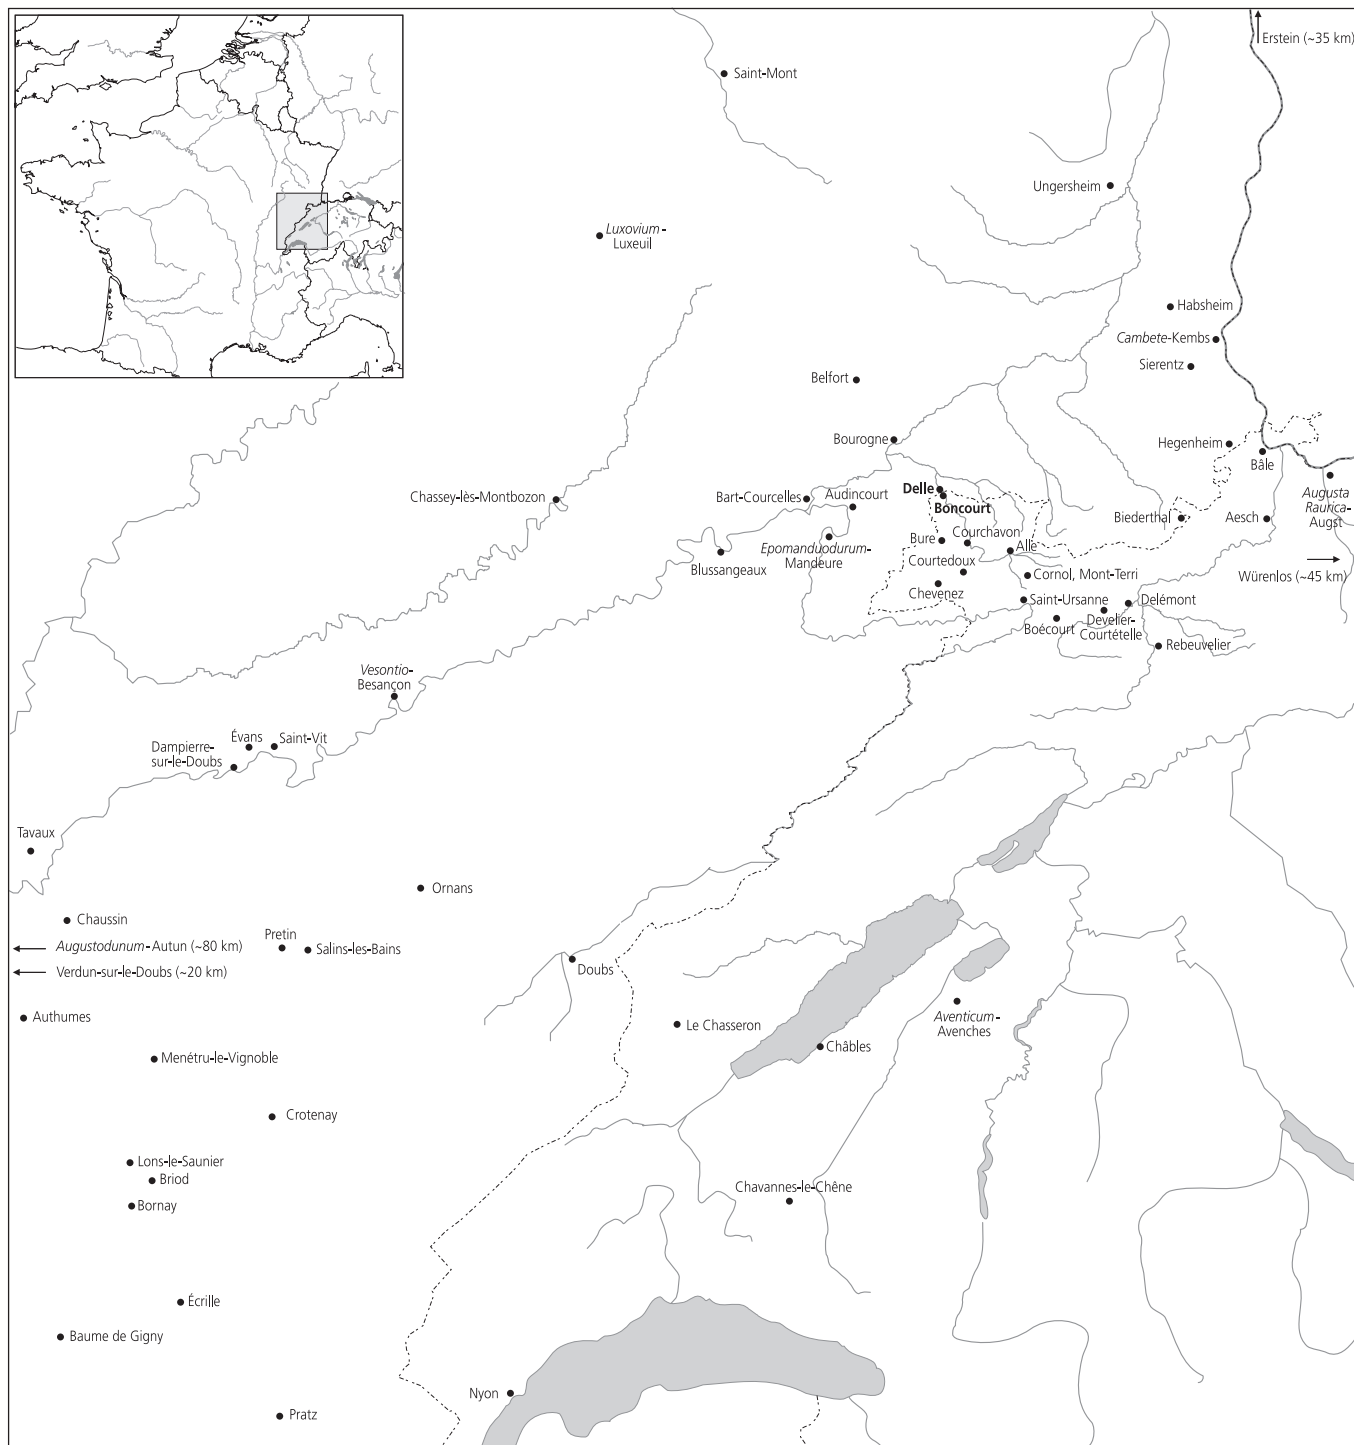 Erstein (~35 km)
Saint-Mont
Ungersheim
Luxovium-
Luxeuil
Habsheim
Cambete-Kembs
Sierentz
Belfort
Bourogne
Hegenheim
Bâle
Chassey-lès-Montbozon
Bart-Courcelles
Audincourt
Delle
Boncourt
Augusta
Raurica-
Augst
Biederthal
Aesch
Epomanduodurum-
Mandeure
Bure
Courchavon
Alle
Blussangeaux
Courtedoux
Würenlos (~45 km)
Cornol, Mont-Terri
Chevenez
Saint-Ursanne
Delémont
Boécourt
Develier-
Courtételle
Rebeuvelier
Vesontio-
Besançon
Évans
Saint-Vit
Dampierre-
sur-le-Doubs
Tavaux
Ornans
Chaussin
Pretin
Augustodunum-Autun (~80 km)
Salins-les-Bains
Verdun-sur-le-Doubs (~20 km)
Doubs
Authumes
Le Chasseron
Aventicum-
Avenches
Châbles
Menétru-le-Vignoble
Crotenay
Lons-le-Saunier
Briod
Chavannes-le-Chêne
Bornay
Écrille
Baume de Gigny
Nyon
Pratz